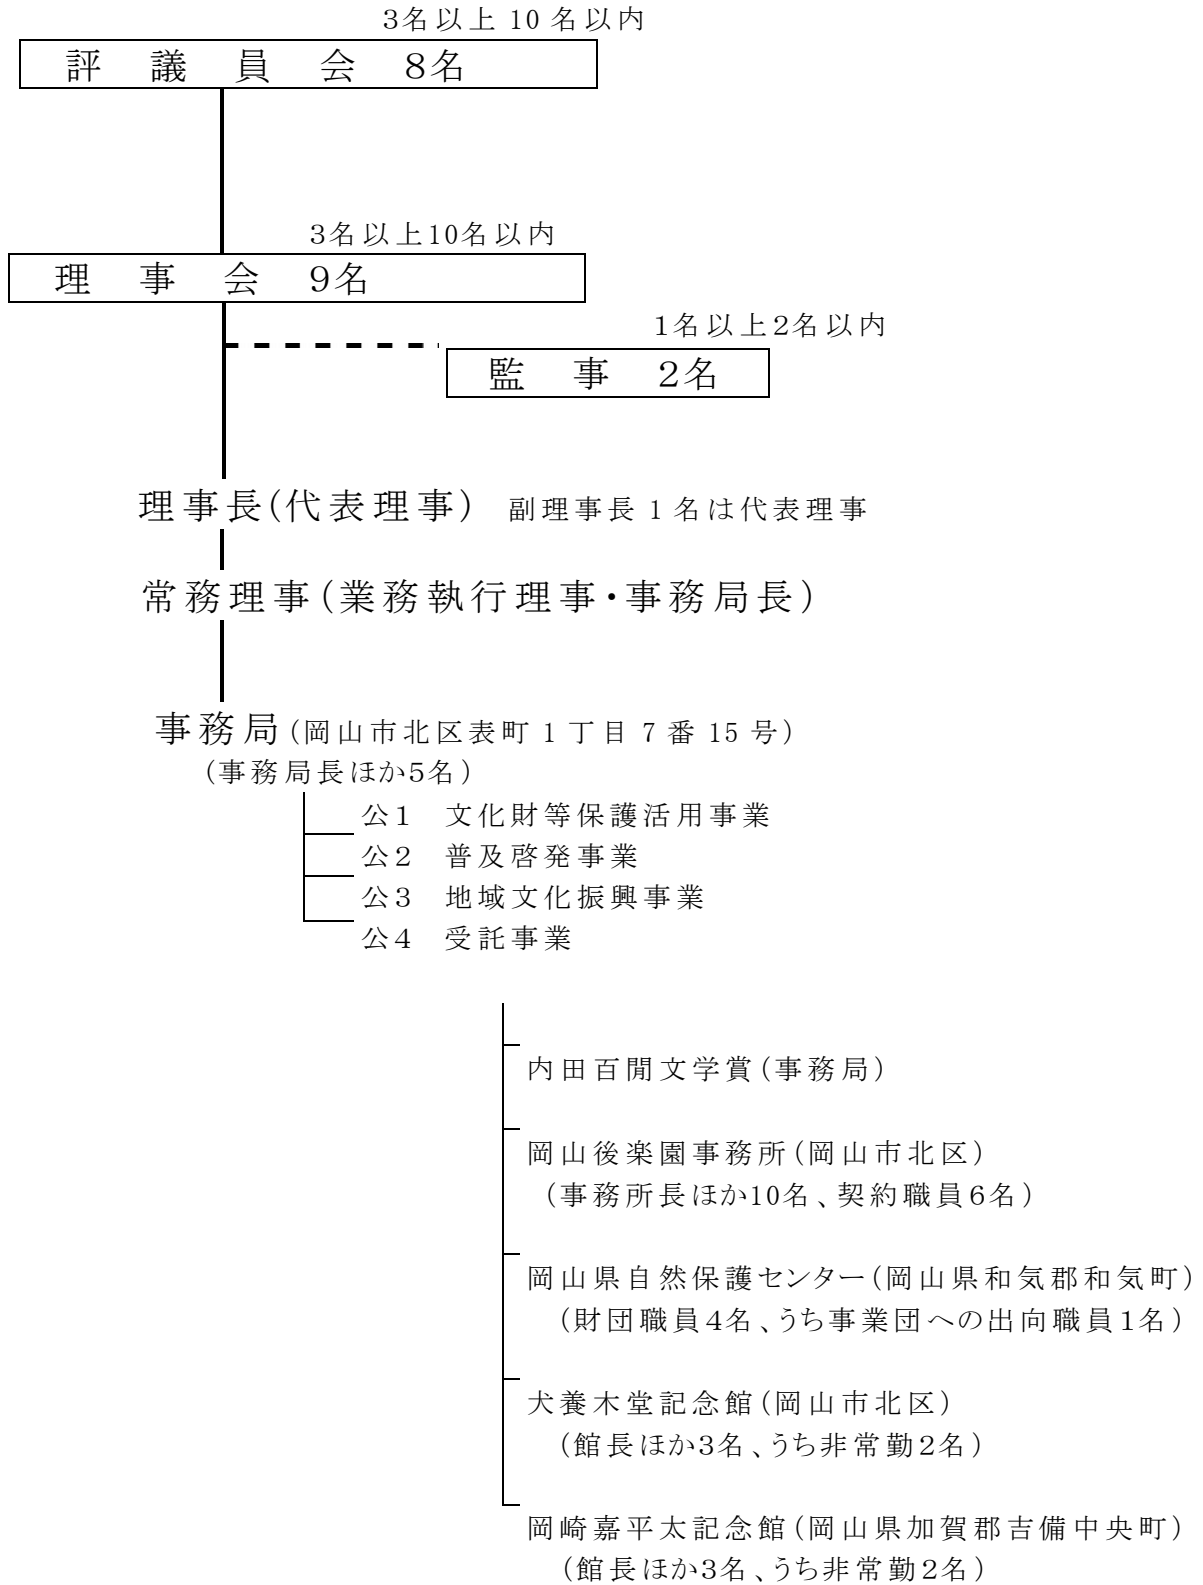 3名以上10名以内
評議員会 8名
3名以上10名以内
理事会 9名
1名以上2名以内
監事 2名
理事長(代表理事) 副理事長1名は代表理事
常務理事(業務執行理事・事務局長)
事務局(岡山市北区表町1丁目7番15号)
(事務局長ほか5名)
公1 文化財等保護活用事業
公2 普及啓発事業
公3 地域文化振興事業
公4 受託事業
内田百閒文学賞(事務局)
岡山後楽園事務所(岡山市北区)
(事務所長ほか10名、契約職員6名)
岡山県自然保護センター(岡山県和気郡和気町)
(財団職員4名、うち事業団への出向職員1名)
犬養木堂記念館(岡山市北区)
(館長ほか3名、うち非常勤2名)
岡崎嘉平太記念館(岡山県加賀郡吉備中央町)
(館長ほか3名、うち非常勤2名)